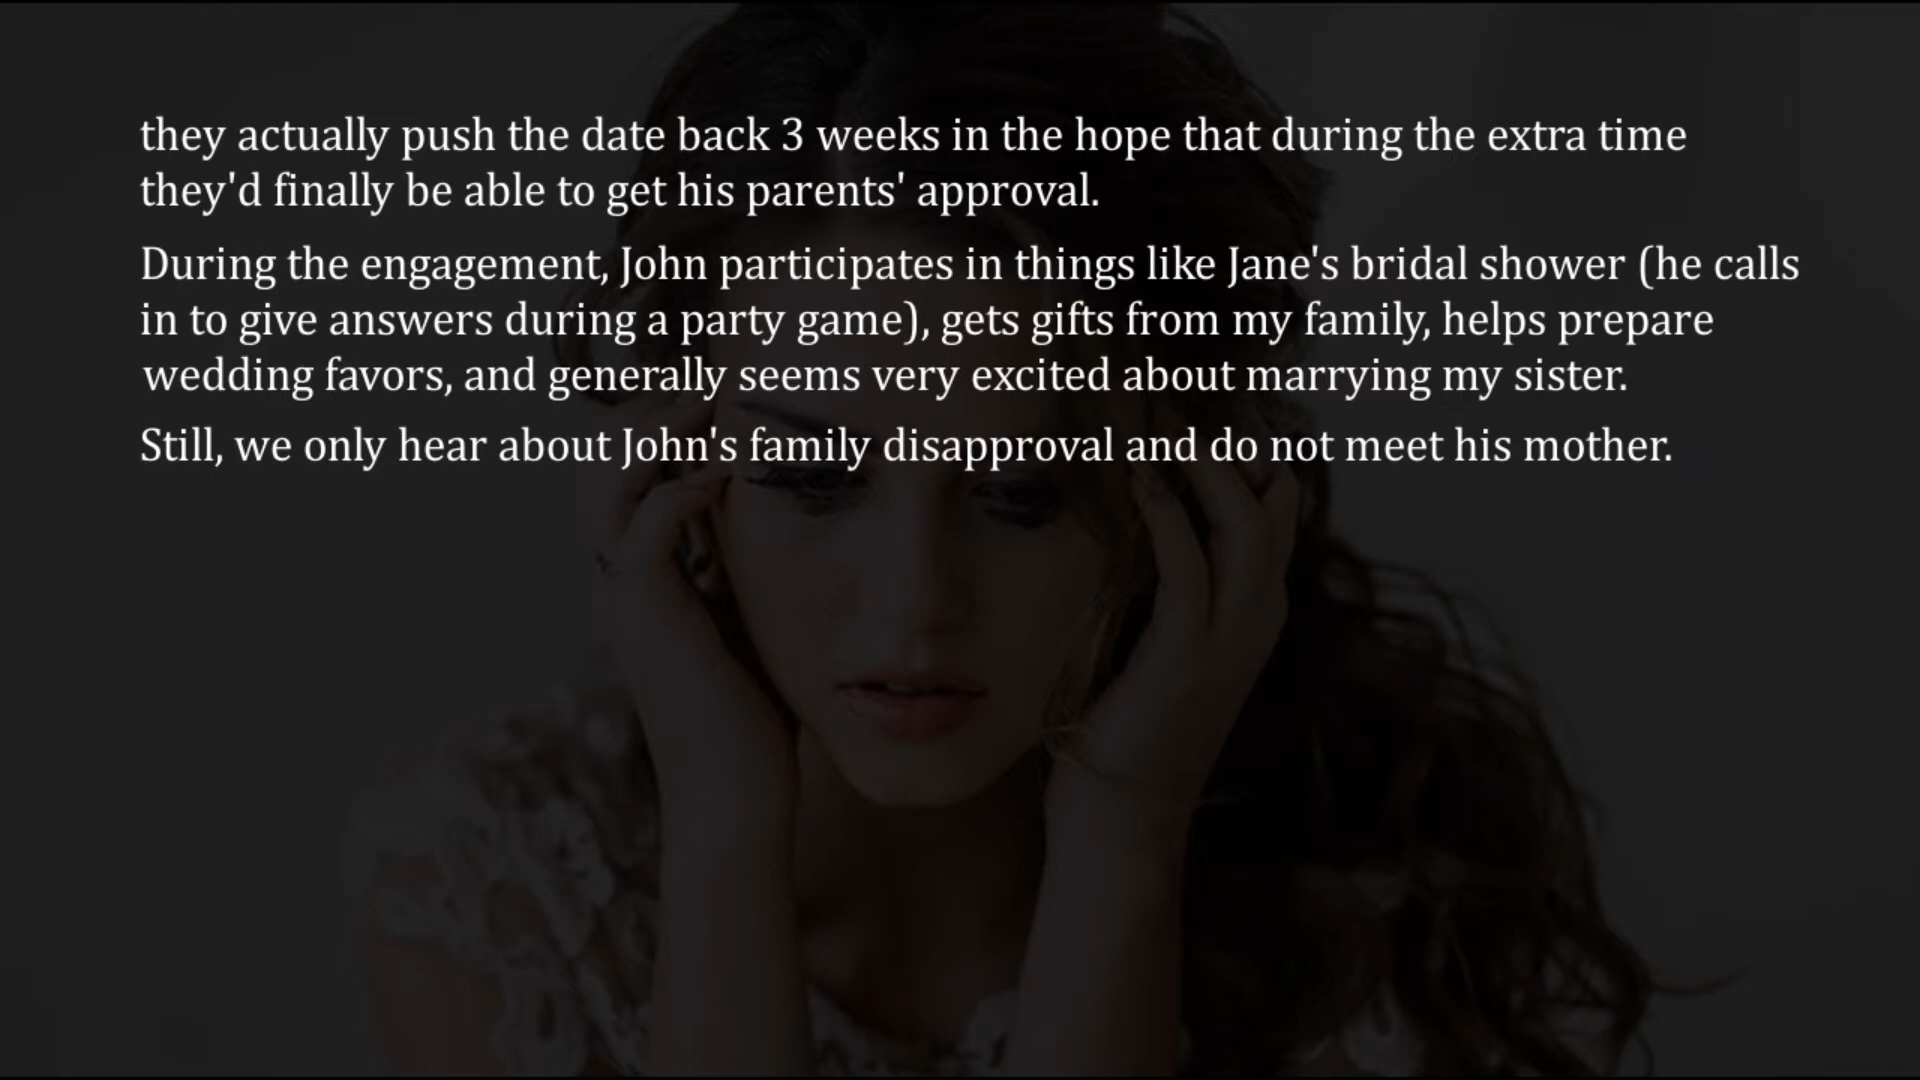 they actually push the date back 3 weeks in the hope that during the extra time
they'd finally be able to get his parents' approval.
During the engagement, John participates in things like Jane's bridal shower (he calls
in to give answers during a party game), gets gifts from my family, helps prepare
wedding favors, and generally seems very excited about marrying my sister.
Still, we only hear about John's family disapproval and do not meet his mother.